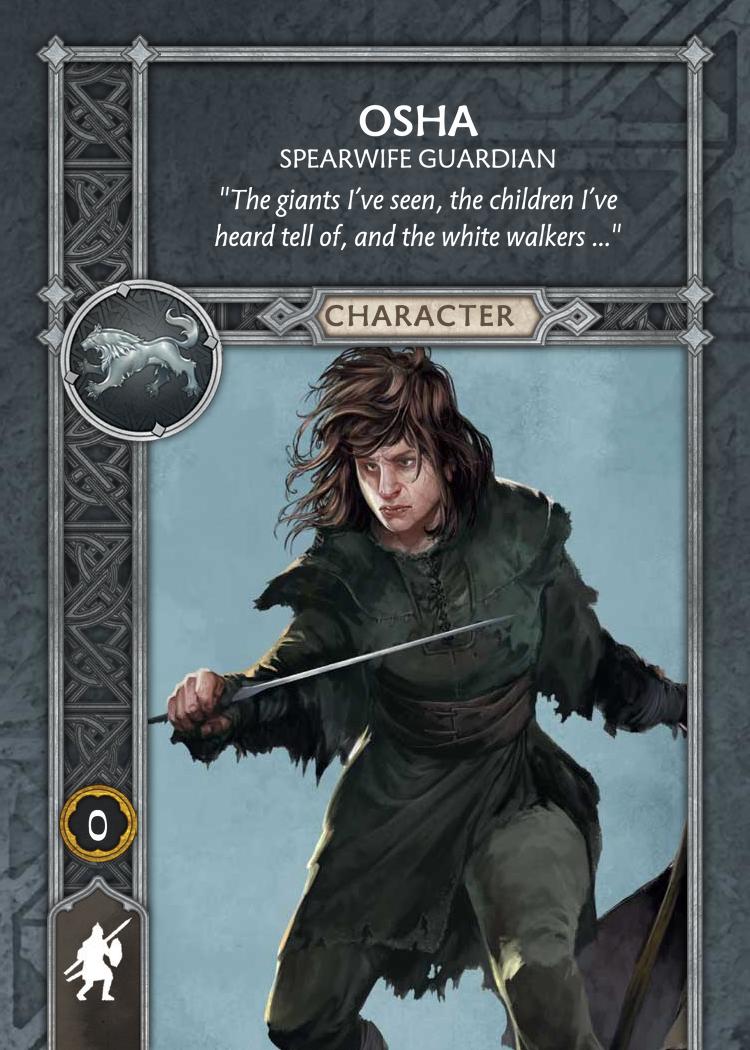 OSHA
SPEARWIFE GUARDIAN
"The giants I've seen, the children I've
heard tell of, and the white walkers ..."
CHARACTER
0